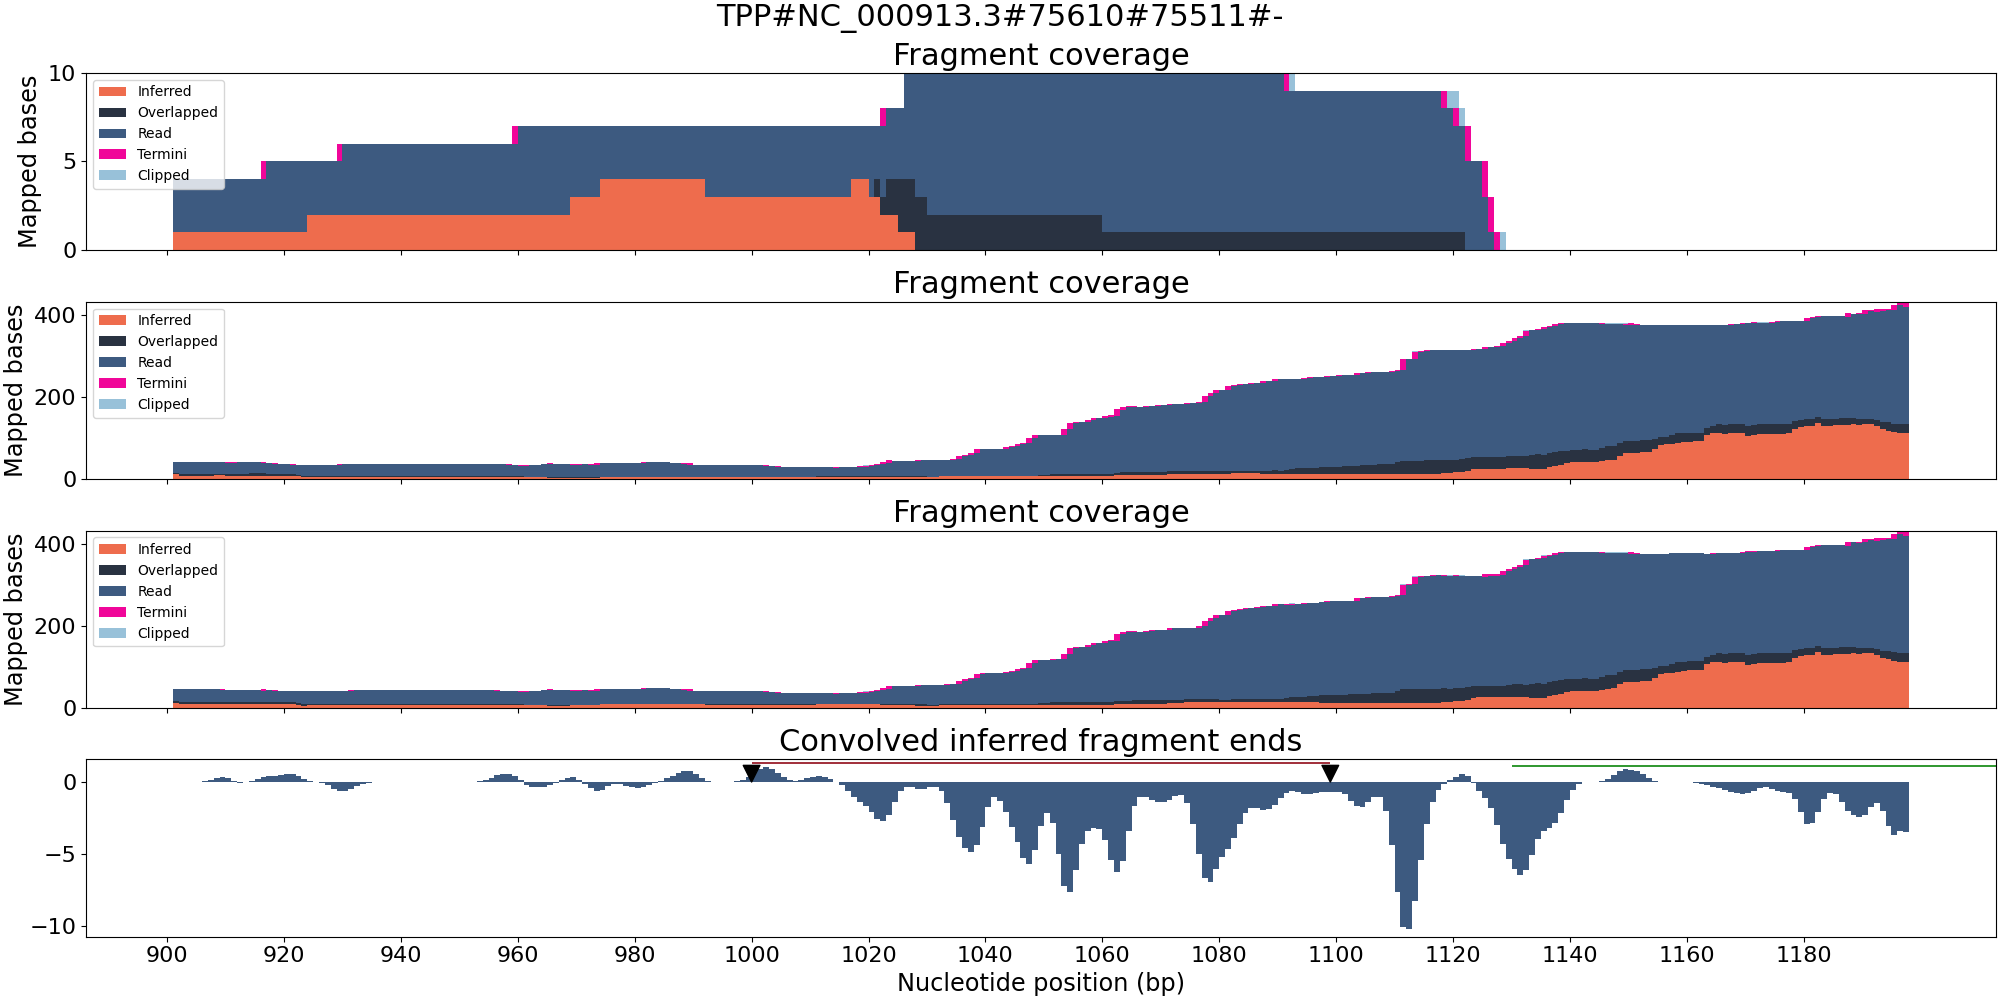 TPP#NC_000913.3#75610#75511#-
Fragment coverage
Mapped bases
10
5
0
Inferred
Overlapped
Read
Termini
Clipped
Fragment coverage
Mapped bases
400
200
0
Inferred
Overlapped
Read
Termini
Clipped
Fragment coverage
Mapped bases
400
200
0
Inferred
Overlapped
Read
Termini
Clipped
Convolved inferred fragment ends
0
−5
−10
900 920 940 960 980 1000 1020 1040 1060 1080 1100 1120 1140 1160 1180
Nucleotide position (bp)